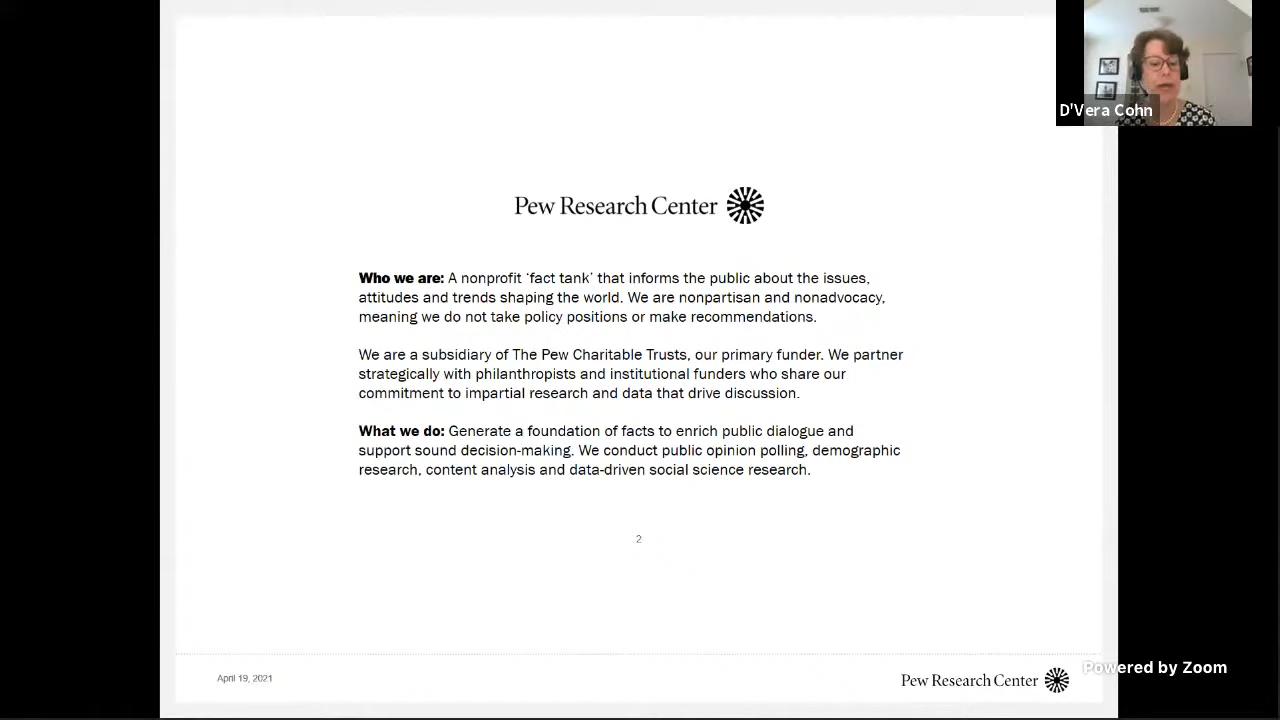 D'Vera Cohn
Pew Research Center
Who we are: A nonprofit ‘fact tank’ that informs the public about the issues,
attitudes and trends shaping the world. We are nonpartisan and nonadvocacy,
meaning we do not take policy positions or make recommendations.
We are a subsidiary of The Pew Charitable Trusts, our primary funder. We partner
strategically with philanthropists and institutional funders who share our
commitment to impartial research and data that drive discussion.
What we do: Generate a foundation of facts to enrich public dialogue and
support sound decision-making. We conduct public opinion polling, demographic
research, content analysis and data-driven social science research.
2
April 19, 2021
Pew Research Center
Powered by Zoom